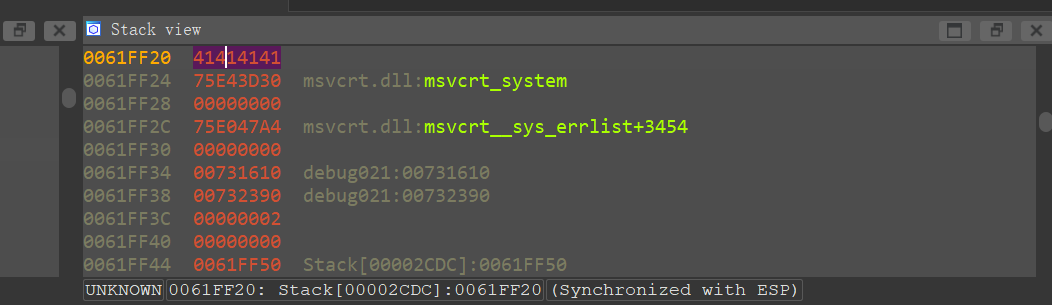 Stack view
0061FF20 41414141
0061FF24 75E43D30 msvcrt.dll:msvcrt_system
0061FF28 00000000
0061FF2C 75E047A4 msvcrt.dll:msvcrt__sys_errlist+3454
0061FF30 00000000
0061FF34 00731610 debug021:00731610
0061FF38 00732390 debug021:00732390
0061FF3C 00000002
0061FF40 00000000
0061FF44 0061FF50 Stack[00002CDC]:0061FF50
UNKNOWN 0061FF20: Stack[00002CDC]:0061FF20 (Synchronized with ESP)